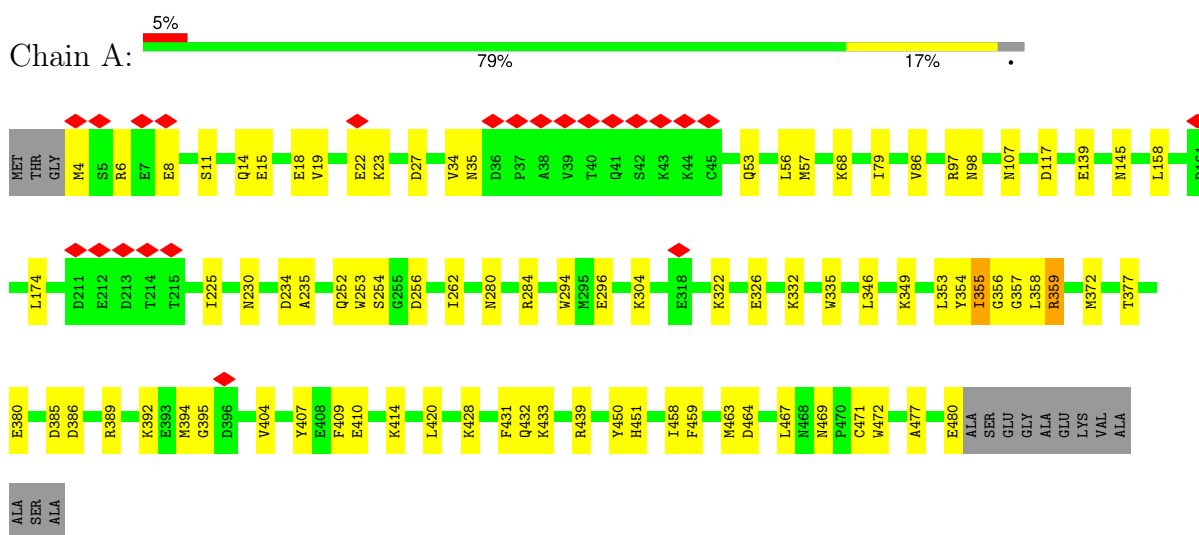 5%
Chain A:
79% 17% •
MET THR GLY M4 S5 R6 E7 E8 S11 Q14 E15 E18 V19 E22 K23 D27 V34 N35 D36 P37 A38 V39 T40 Q41 S42 K43 K44 C45 Q53 L56 M57 K68 I79 V86 R97 N98 N107 D117 E139 N145 L158
L174 D211 E212 D213 T214 T215 I225 N230 D234 A235 Q252 W253 S254 G255 D256 I262 N280 R284 W294 M295 E296 K304 E318 K322 E326 K332 W335 L346 K349 L353 Y354 I355 G356 G357 L358 R359 M372 T377
E380 D385 D386 R389 K392 E393 M394 G395 D396 V404 Y407 E408 F409 E410 K414 L420 K428 F431 Q432 K433 R439 Y450 H451 I458 F459 M463 D464 L467 N468 N469 P470 C471 W472 A477 E480 ALA SER GLU GLY ALA GLU LYS VAL ALA
ALA SER ALA